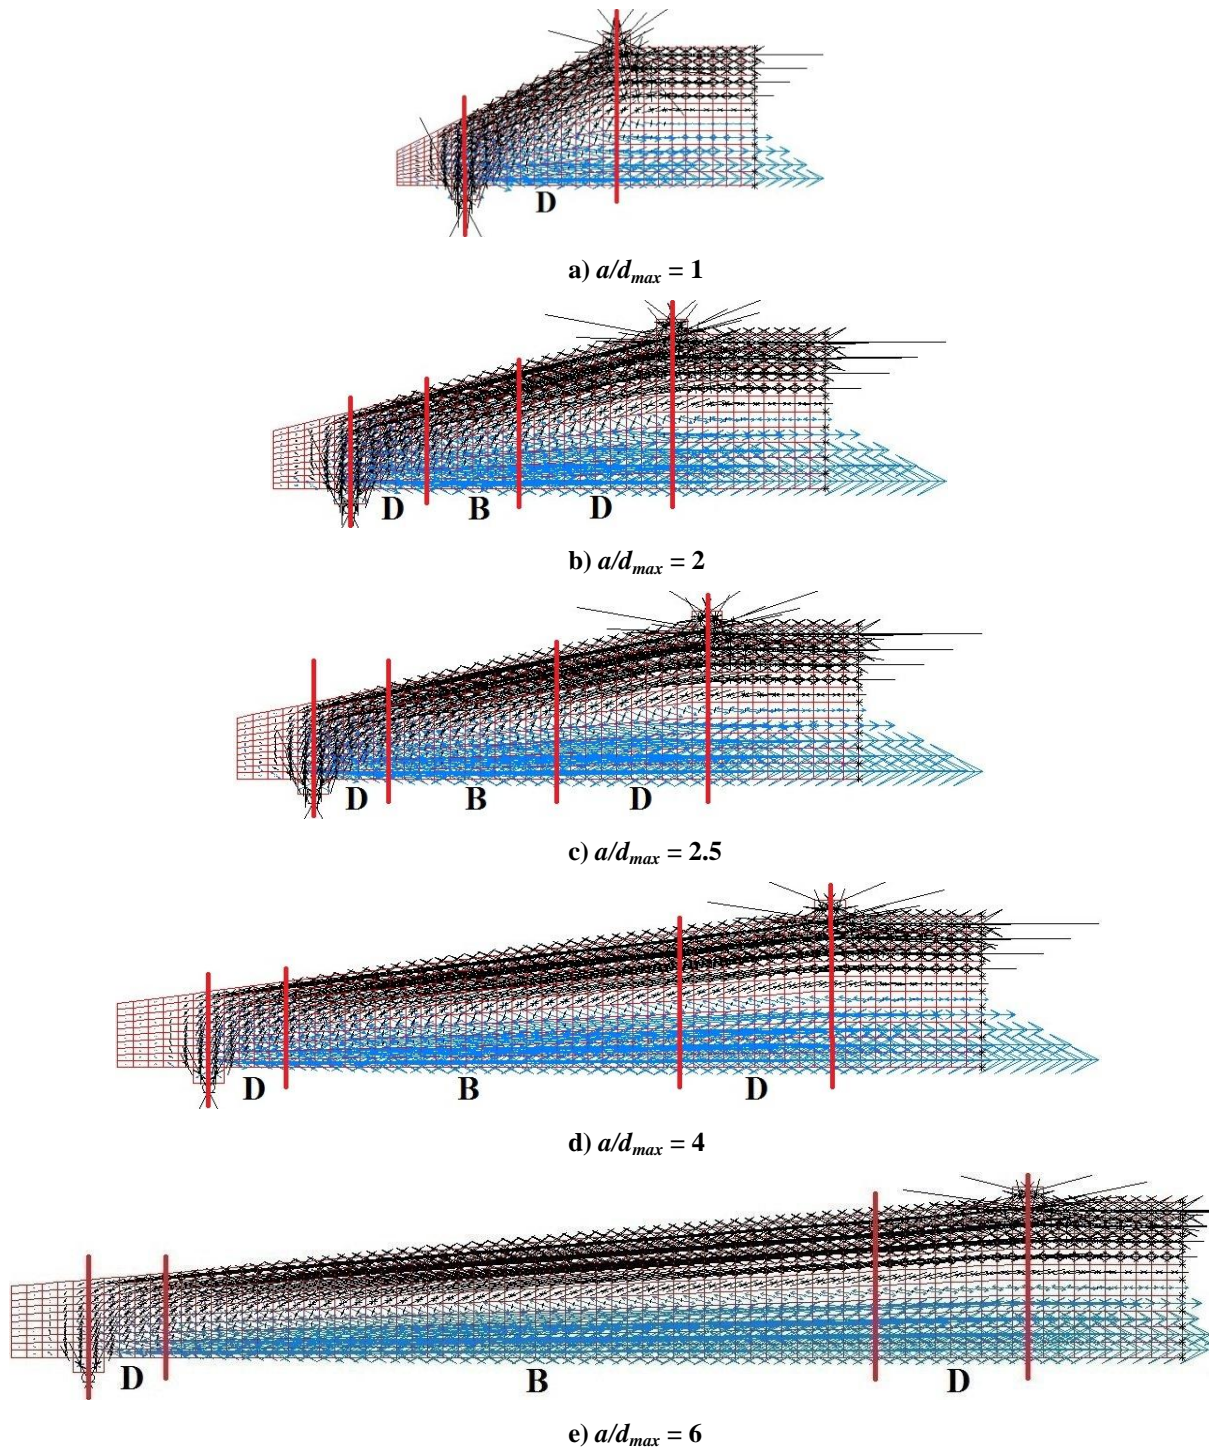 D
a) a/dmax = 1
D B D
b) a/dmax = 2
D B D
c) a/dmax = 2.5
D B D
d) a/dmax = 4
D B D
e) a/dmax = 6